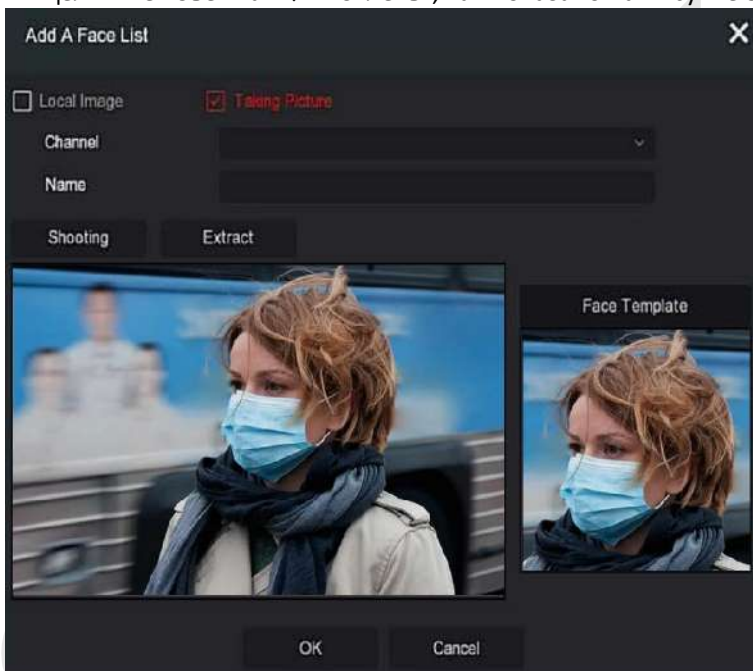 Add A Face List
Local Image
Taking Picture
Channel
Name
Shooting
Extract
Face Template
OK
Cancel